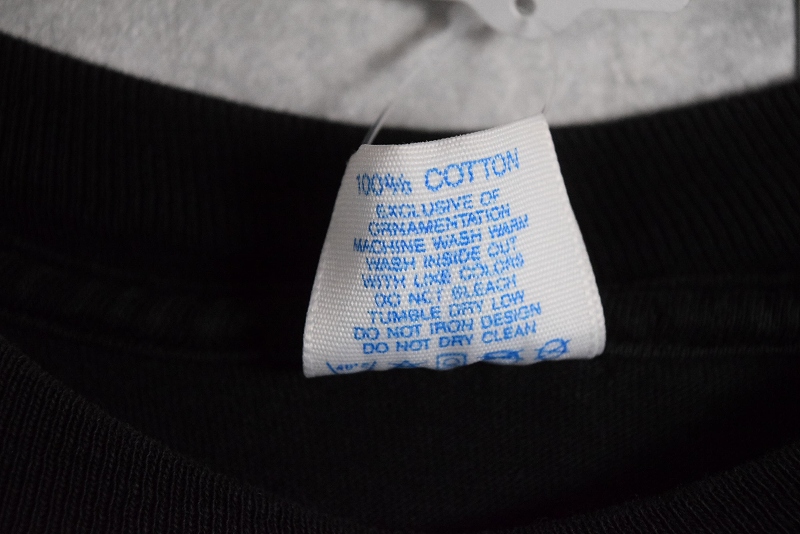 100% COTTON
EXCLUSIVE OF
ORNAMENTATION
MACHINE WASH WARM
WASH INSIDE OUT
WITH LIKE COLORS
DO NOT BLEACH
TUMBLE DRY LOW
DO NOT IRON DESIGN
DO NOT DRY CLEAN